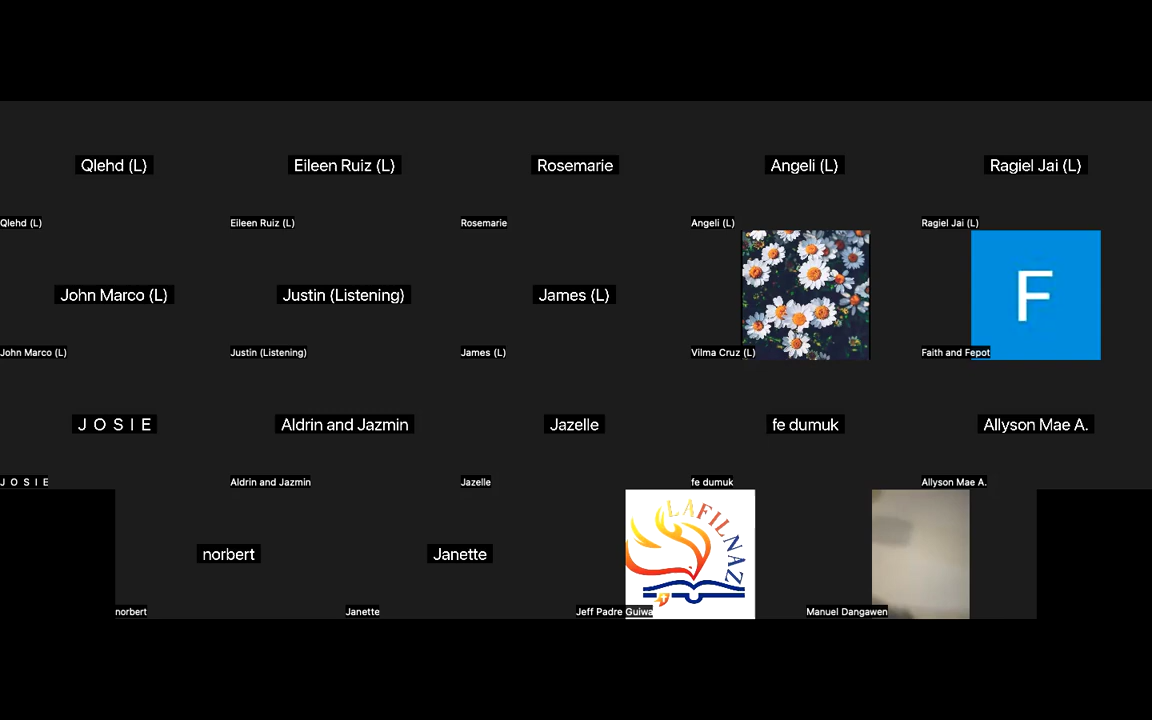 Qlehd (L)
Eileen Ruiz (L)
Rosemarie
Angeli (L)
Ragiel Jai (L)
Qlehd (L)
Eileen Ruiz (L)
Rosemarie
Angeli (L)
Ragiel Jai (L)
John Marco (L)
Justin (Listening)
James (L)
F
John Marco (L)
Justin (Listening)
James (L)
Vilma Cruz (L)
Faith and Fepot
J O S I E
Aldrin and Jazmin
Jazelle
fe dumuk
Allyson Mae A.
J O S I E
Aldrin and Jazmin
Jazelle
fe dumuk
Allyson Mae A.
norbert
Janette
LAFILNAZ
norbert
Janette
Jeff Padre Guiwa
Manuel Dangawen